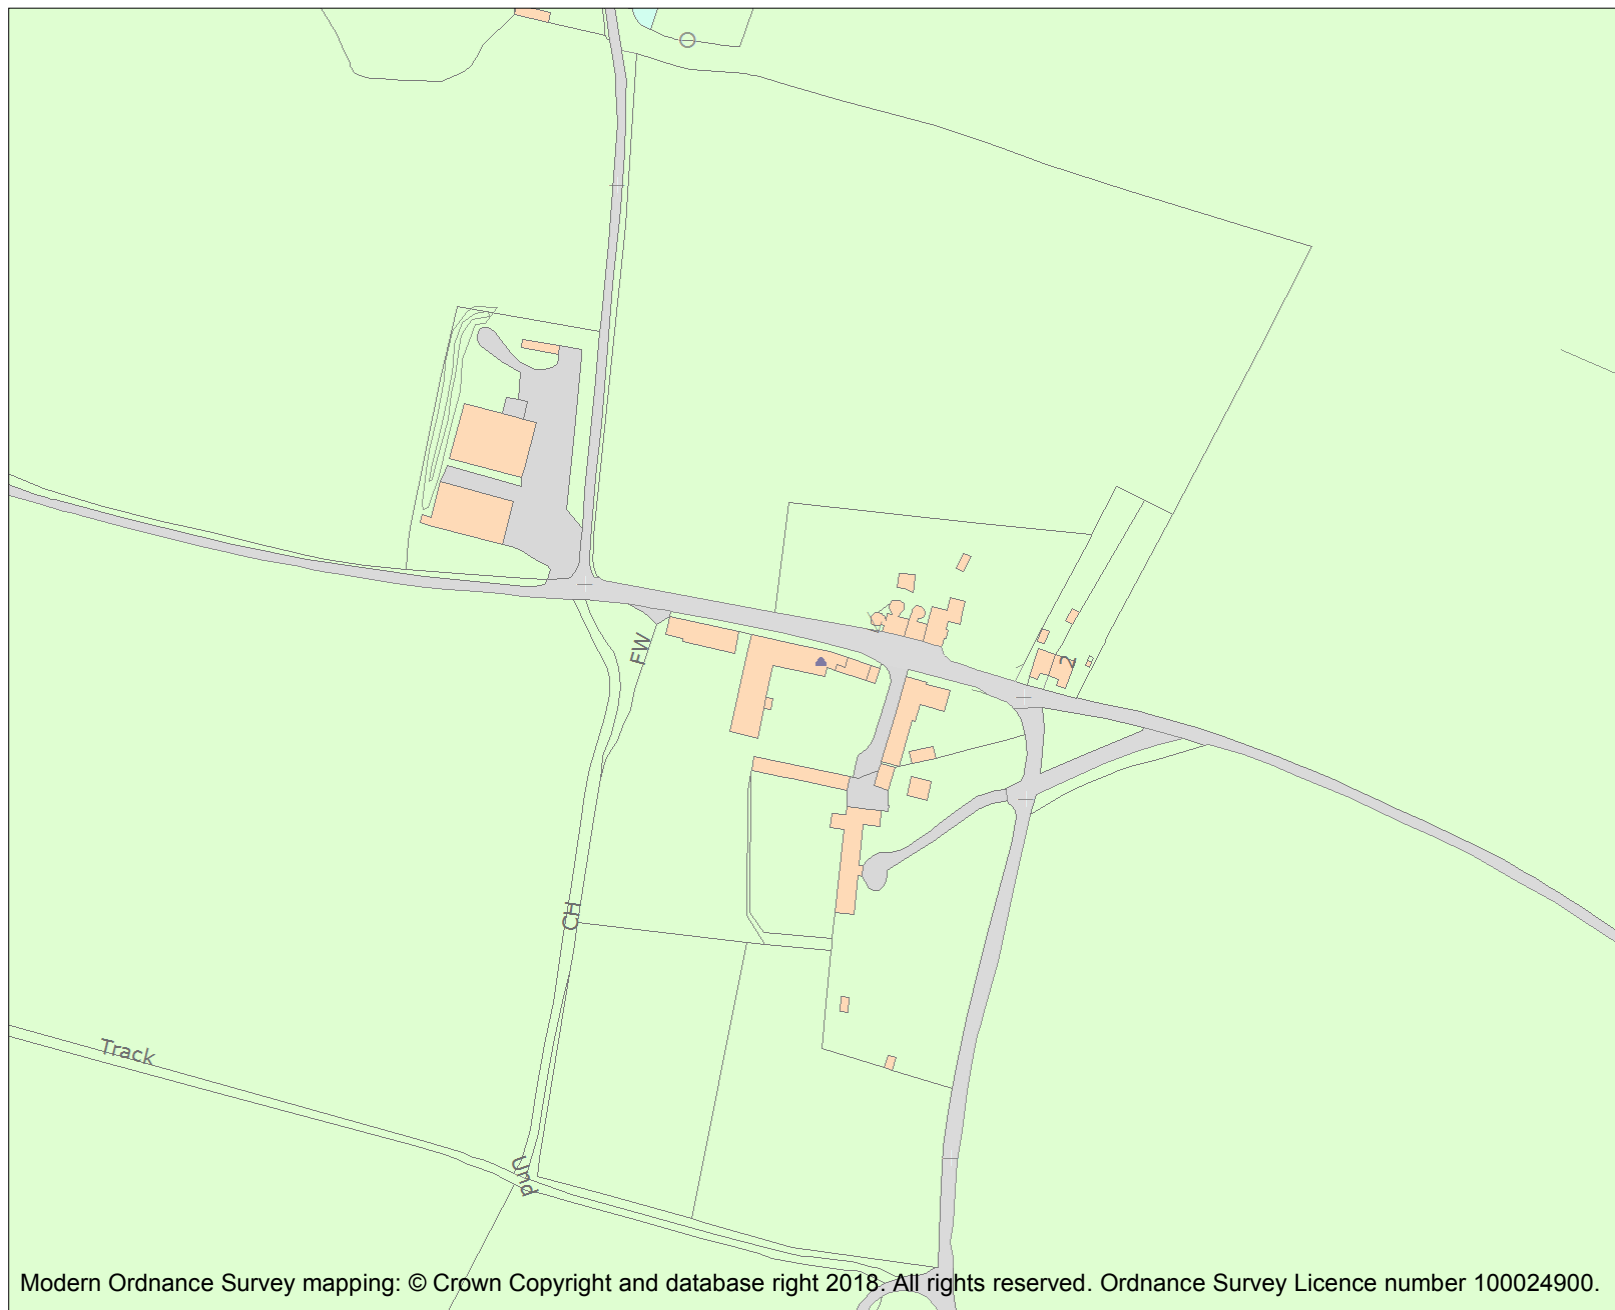 FW
2
CH
Track
Und
Modern Ordnance Survey mapping: © Crown Copyright and database right 2018. All rights reserved. Ordnance Survey Licence number 100024900.